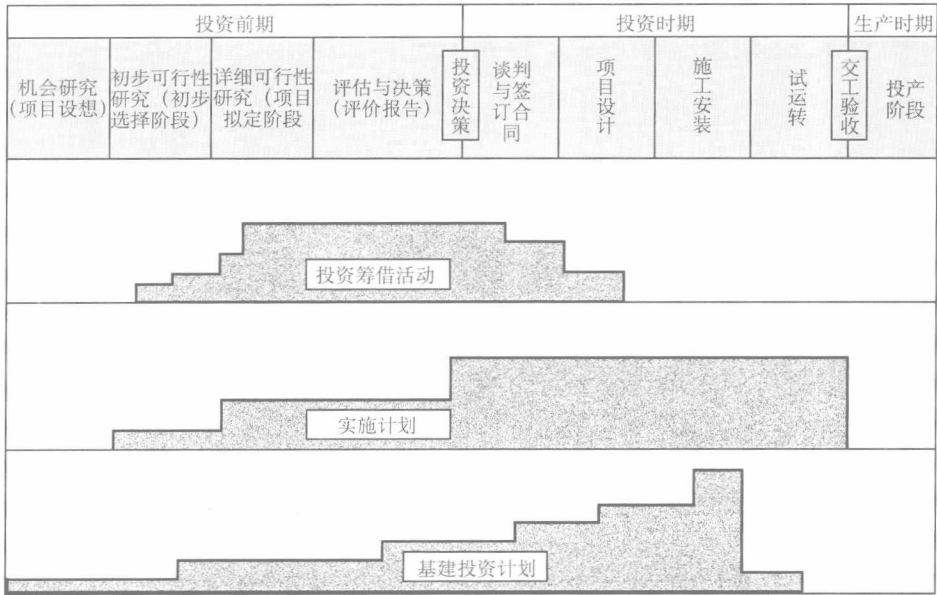 投资前期
投资时期
生产时期
机会研究
（项目设想）
初步可行性
研究（初步
选择阶段）
详细可行性
研究（项目
拟定阶段
评估与决策
（评价报告）
投资决策
谈判
与签
订合
同
项目设计
施工安装
试运转
交工验收
投产
阶段
投资筹借活动
实施计划
基建投资计划